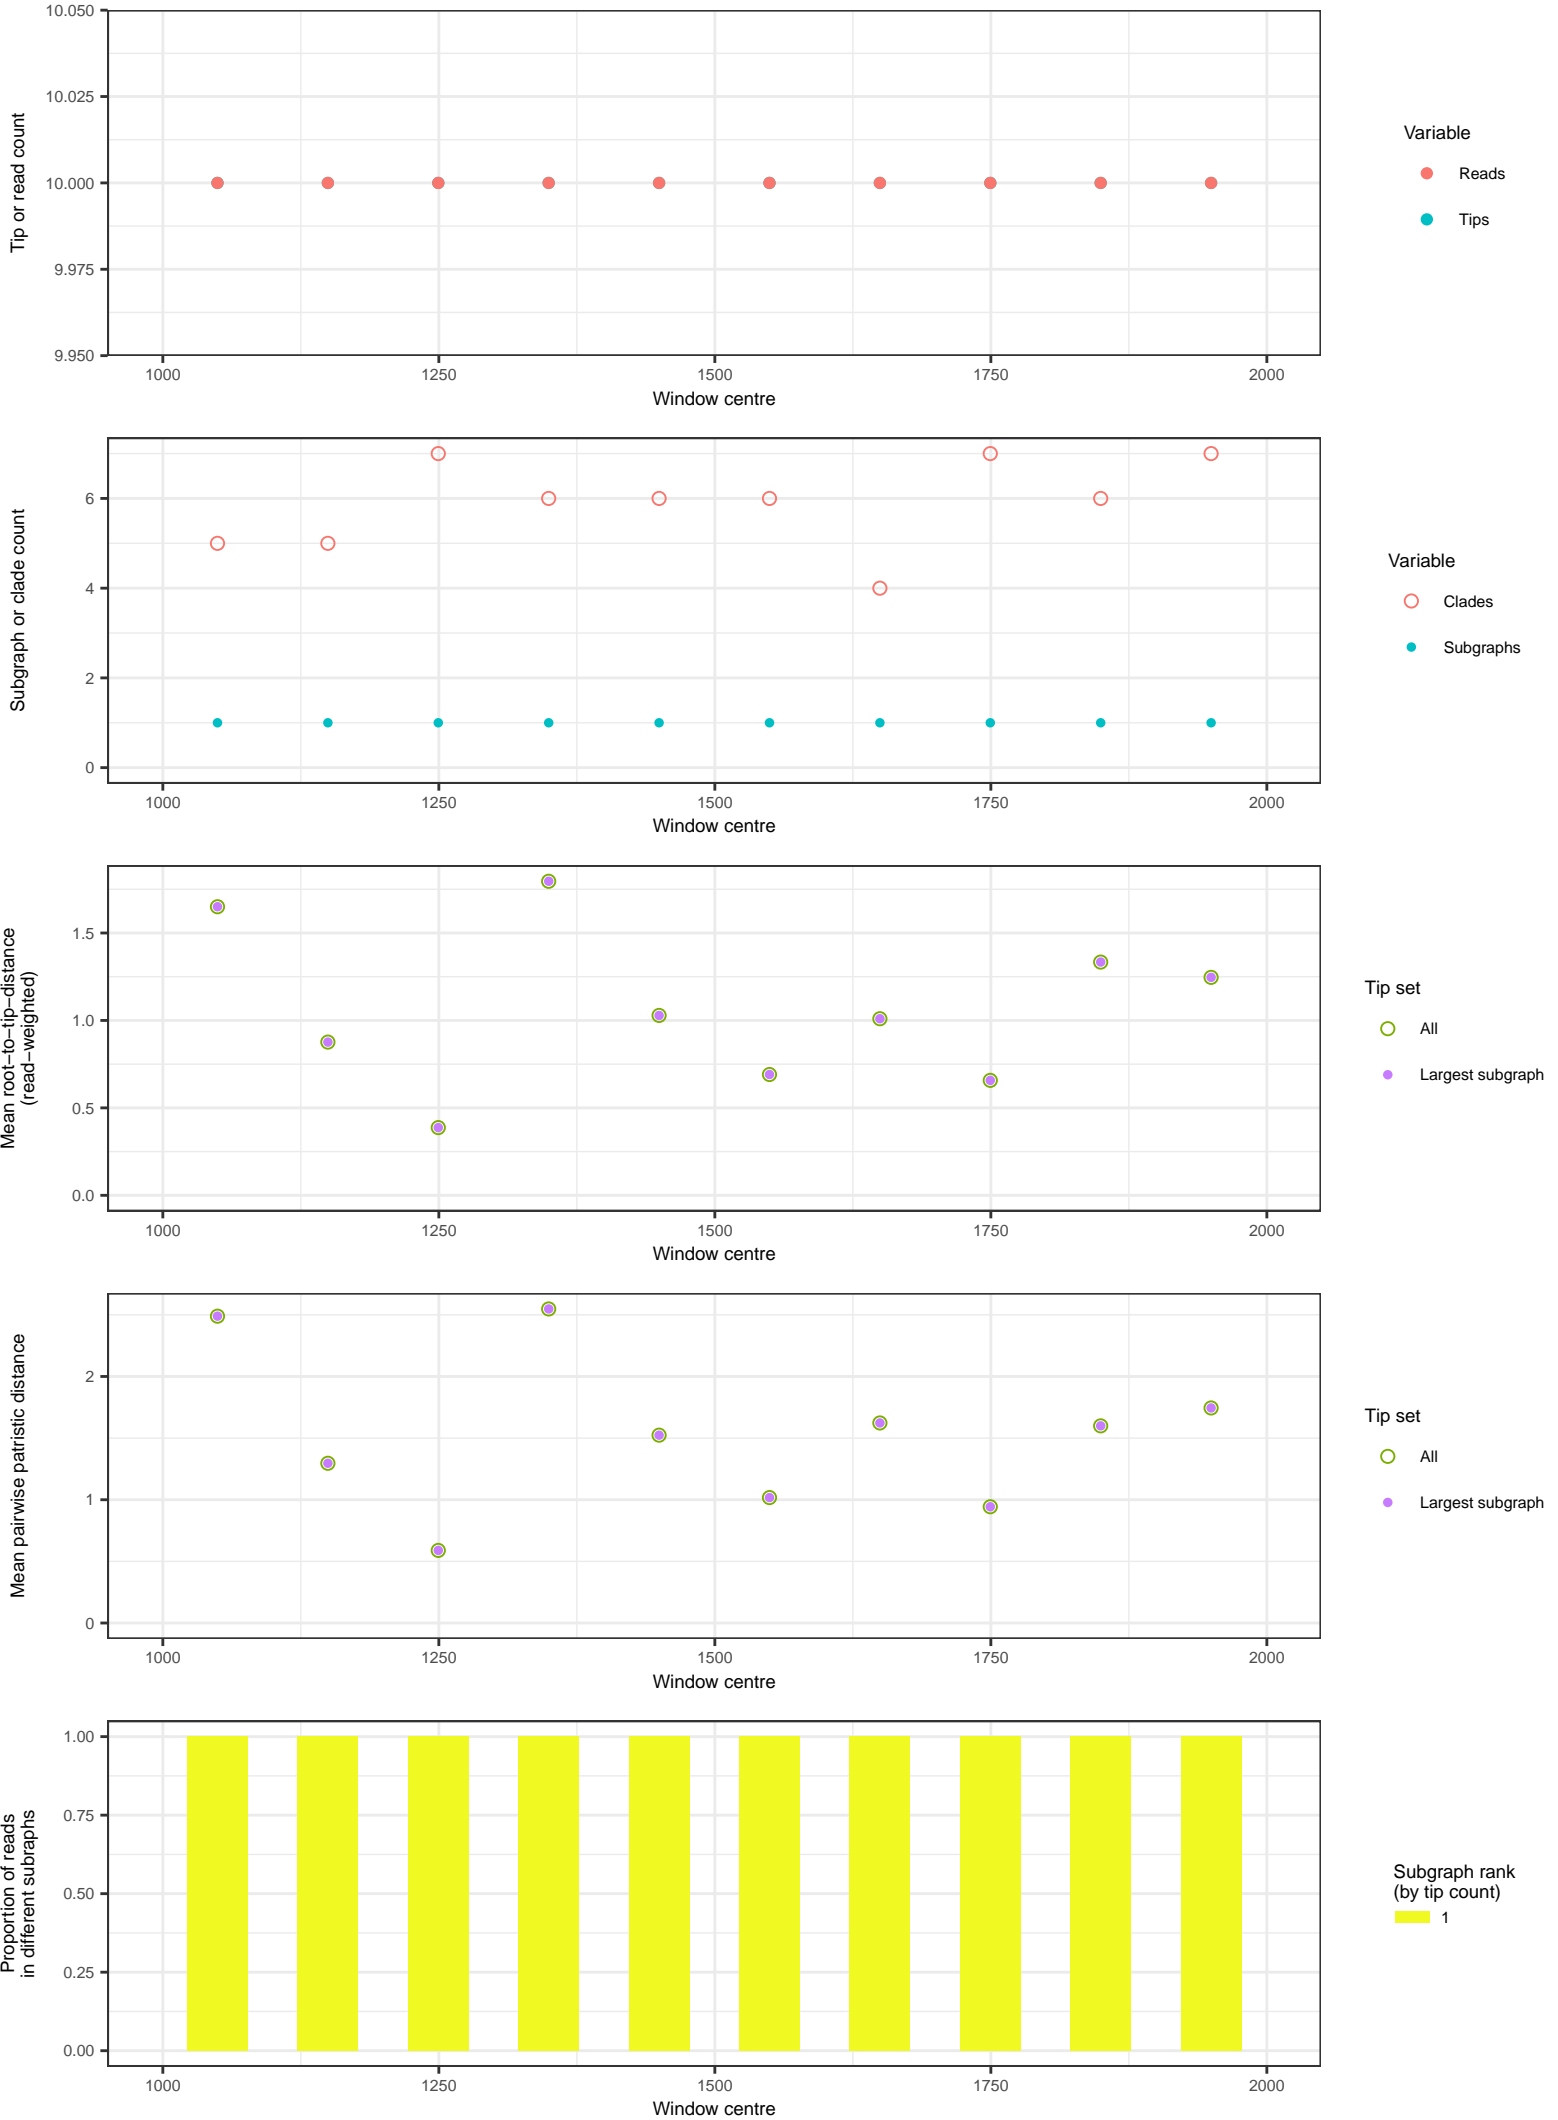 10.050
10.025
10.000
9.975
9.950
Tip or read count
1000 1250 1500 1750 2000
Window centre
Variable
Reads
Tips
6
4
2
0
Subgraph or clade count
1000 1250 1500 1750 2000
Window centre
Variable
Clades
Subgraphs
1.5
1.0
0.5
0.0
Mean root−to−tip−distance
(read−weighted)
1000 1250 1500 1750 2000
Window centre
Tip set
All
Largest subgraph
2
1
0
Mean pairwise patristic distance
1000 1250 1500 1750 2000
Window centre
Tip set
All
Largest subgraph
1.00
0.75
0.50
0.25
0.00
Proportion of reads
in different subraphs
1000 1250 1500 1750 2000
Window centre
Subgraph rank
(by tip count)
1